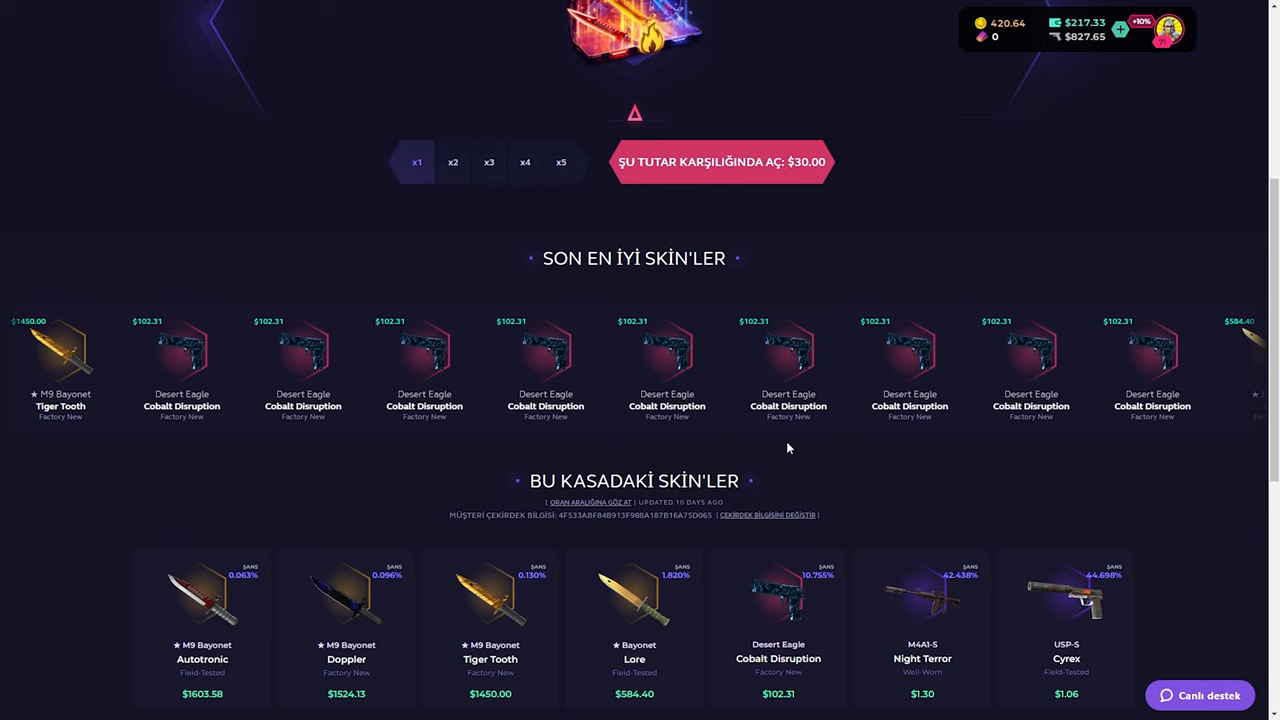 420.64
0
$217.33
$827.65
+10%
71
x1
x2
x3
x4
x5
ŞU TUTAR KARŞILIĞINDA AÇ: $30.00
SON EN İYİ SKİN'LER
$1450.00
★ M9 Bayonet
Tiger Tooth
Factory New
$102.31
Desert Eagle
Cobalt Disruption
Factory New
$102.31
Desert Eagle
Cobalt Disruption
Factory New
$102.31
Desert Eagle
Cobalt Disruption
Factory New
$102.31
Desert Eagle
Cobalt Disruption
Factory New
$102.31
Desert Eagle
Cobalt Disruption
Factory New
$102.31
Desert Eagle
Cobalt Disruption
Factory New
$102.31
Desert Eagle
Cobalt Disruption
Factory New
$102.31
Desert Eagle
Cobalt Disruption
Factory New
$102.31
Desert Eagle
Cobalt Disruption
Factory New
$584.40
BU KASADAKİ SKİN'LER
[ ORAN ARALIĞINA GÖZ AT ] UPDATED 10 DAYS AGO
MÜŞTERİ ÇEKİRDEK BİLGİSİ: 4F533ABF84B913F988A187B16A75D065 [ ÇEKİRDEK BİLGİSİNİ DEĞİŞTİR ]
ŞANS
0.063%
★ M9 Bayonet
Autotronic
Field-Tested
$1603.58
ŞANS
0.096%
★ M9 Bayonet
Doppler
Factory New
$1524.13
ŞANS
0.130%
★ M9 Bayonet
Tiger Tooth
Factory New
$1450.00
ŞANS
1.820%
★ Bayonet
Lore
Field-Tested
$584.40
ŞANS
10.755%
Desert Eagle
Cobalt Disruption
Factory New
$102.31
ŞANS
42.438%
M4A1-S
Night Terror
Well-Worn
$1.30
ŞANS
44.698%
USP-S
Cyrex
Field-Tested
$1.06
Canlı destek